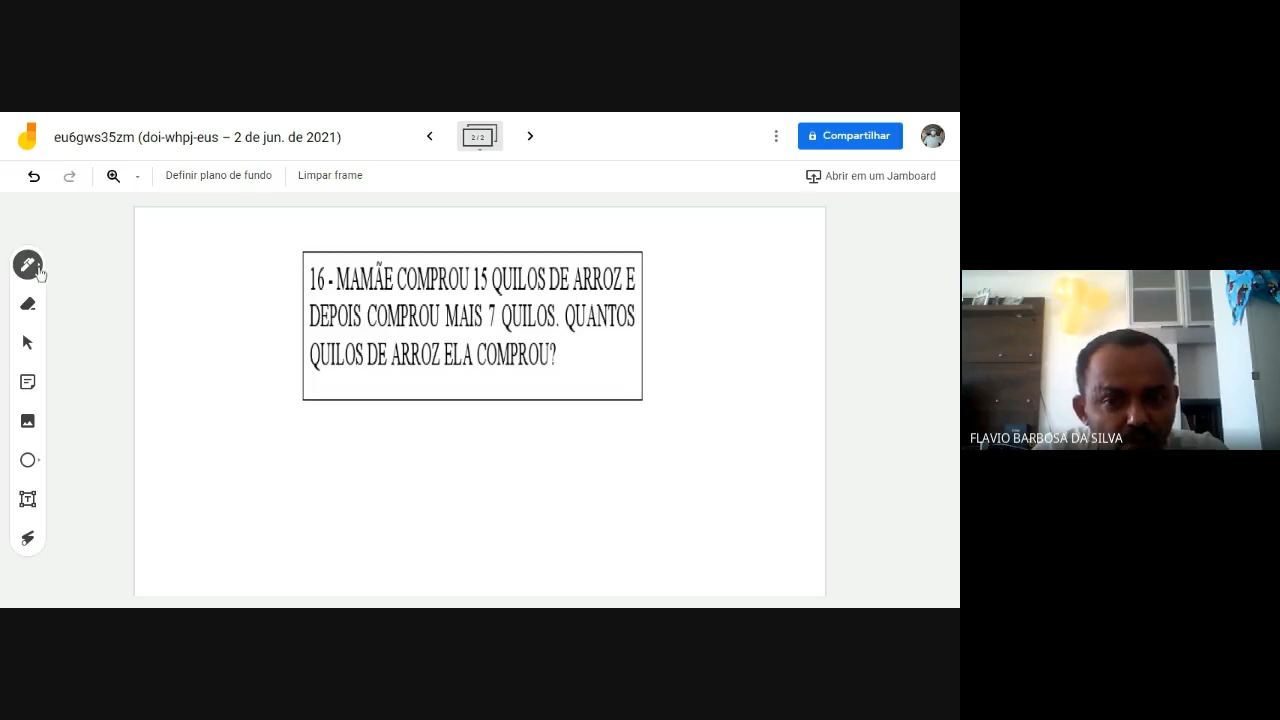 eu6gws35zm (doi-whpj-eus – 2 de jun. de 2021)
2 / 2
Compartilhar
Definir plano de fundo
Limpar frame
Abrir em um Jamboard
16 - MAMÃE COMPROU 15 QUILOS DE ARROZ E
DEPOIS COMPROU MAIS 7 QUILOS. QUANTOS
QUILOS DE ARROZ ELA COMPROU?
FLAVIO BARBOSA DA SILVA